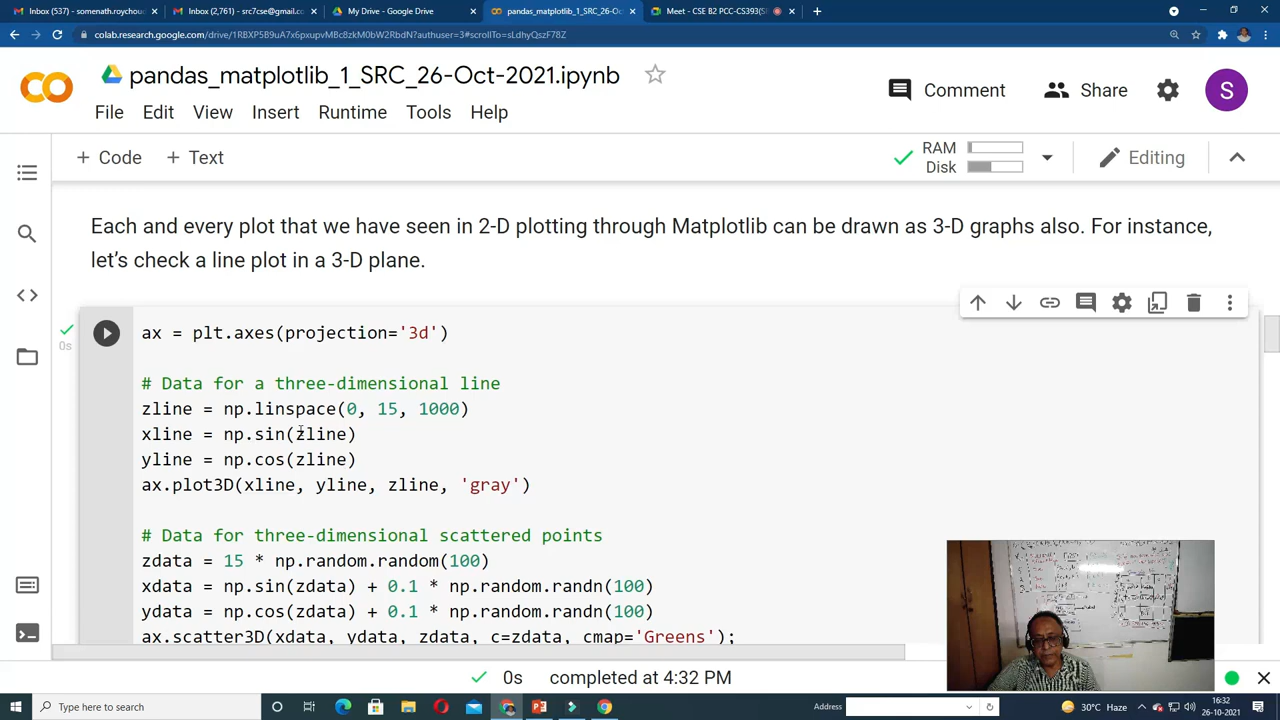 Inbox (537) - somenath.roychou
Inbox (2,761) - src7cse@gmail.co
My Drive - Google Drive
pandas_matplotlib_1_SRC_26-Oct-2021
Meet - CSE B2 PCC-CS393(S
colab.research.google.com/drive/1RBXP5B9uA7x6pxupvMBc8zkM0bW2RbdN?authuser=3#scrollTo=sLdhyQszF78Z
pandas_matplotlib_1_SRC_26-Oct-2021.ipynb
Comment
Share
S
File Edit View Insert Runtime Tools Help
+ Code + Text
RAM
Disk
Editing
Each and every plot that we have seen in 2-D plotting through Matplotlib can be drawn as 3-D graphs also. For instance,
let’s check a line plot in a 3-D plane.
0s
ax = plt.axes(projection='3d')
# Data for a three-dimensional line
zline = np.linspace(0, 15, 1000)
xline = np.sin(zline)
yline = np.cos(zline)
ax.plot3D(xline, yline, zline, 'gray')
# Data for three-dimensional scattered points
zdata = 15 * np.random.random(100)
xdata = np.sin(zdata) + 0.1 * np.random.randn(100)
ydata = np.cos(zdata) + 0.1 * np.random.randn(100)
ax.scatter3D(xdata, ydata, zdata, c=zdata, cmap='Greens');
0s completed at 4:32 PM
Type here to search
Address
30°C Haze
16:32
26-10-2021